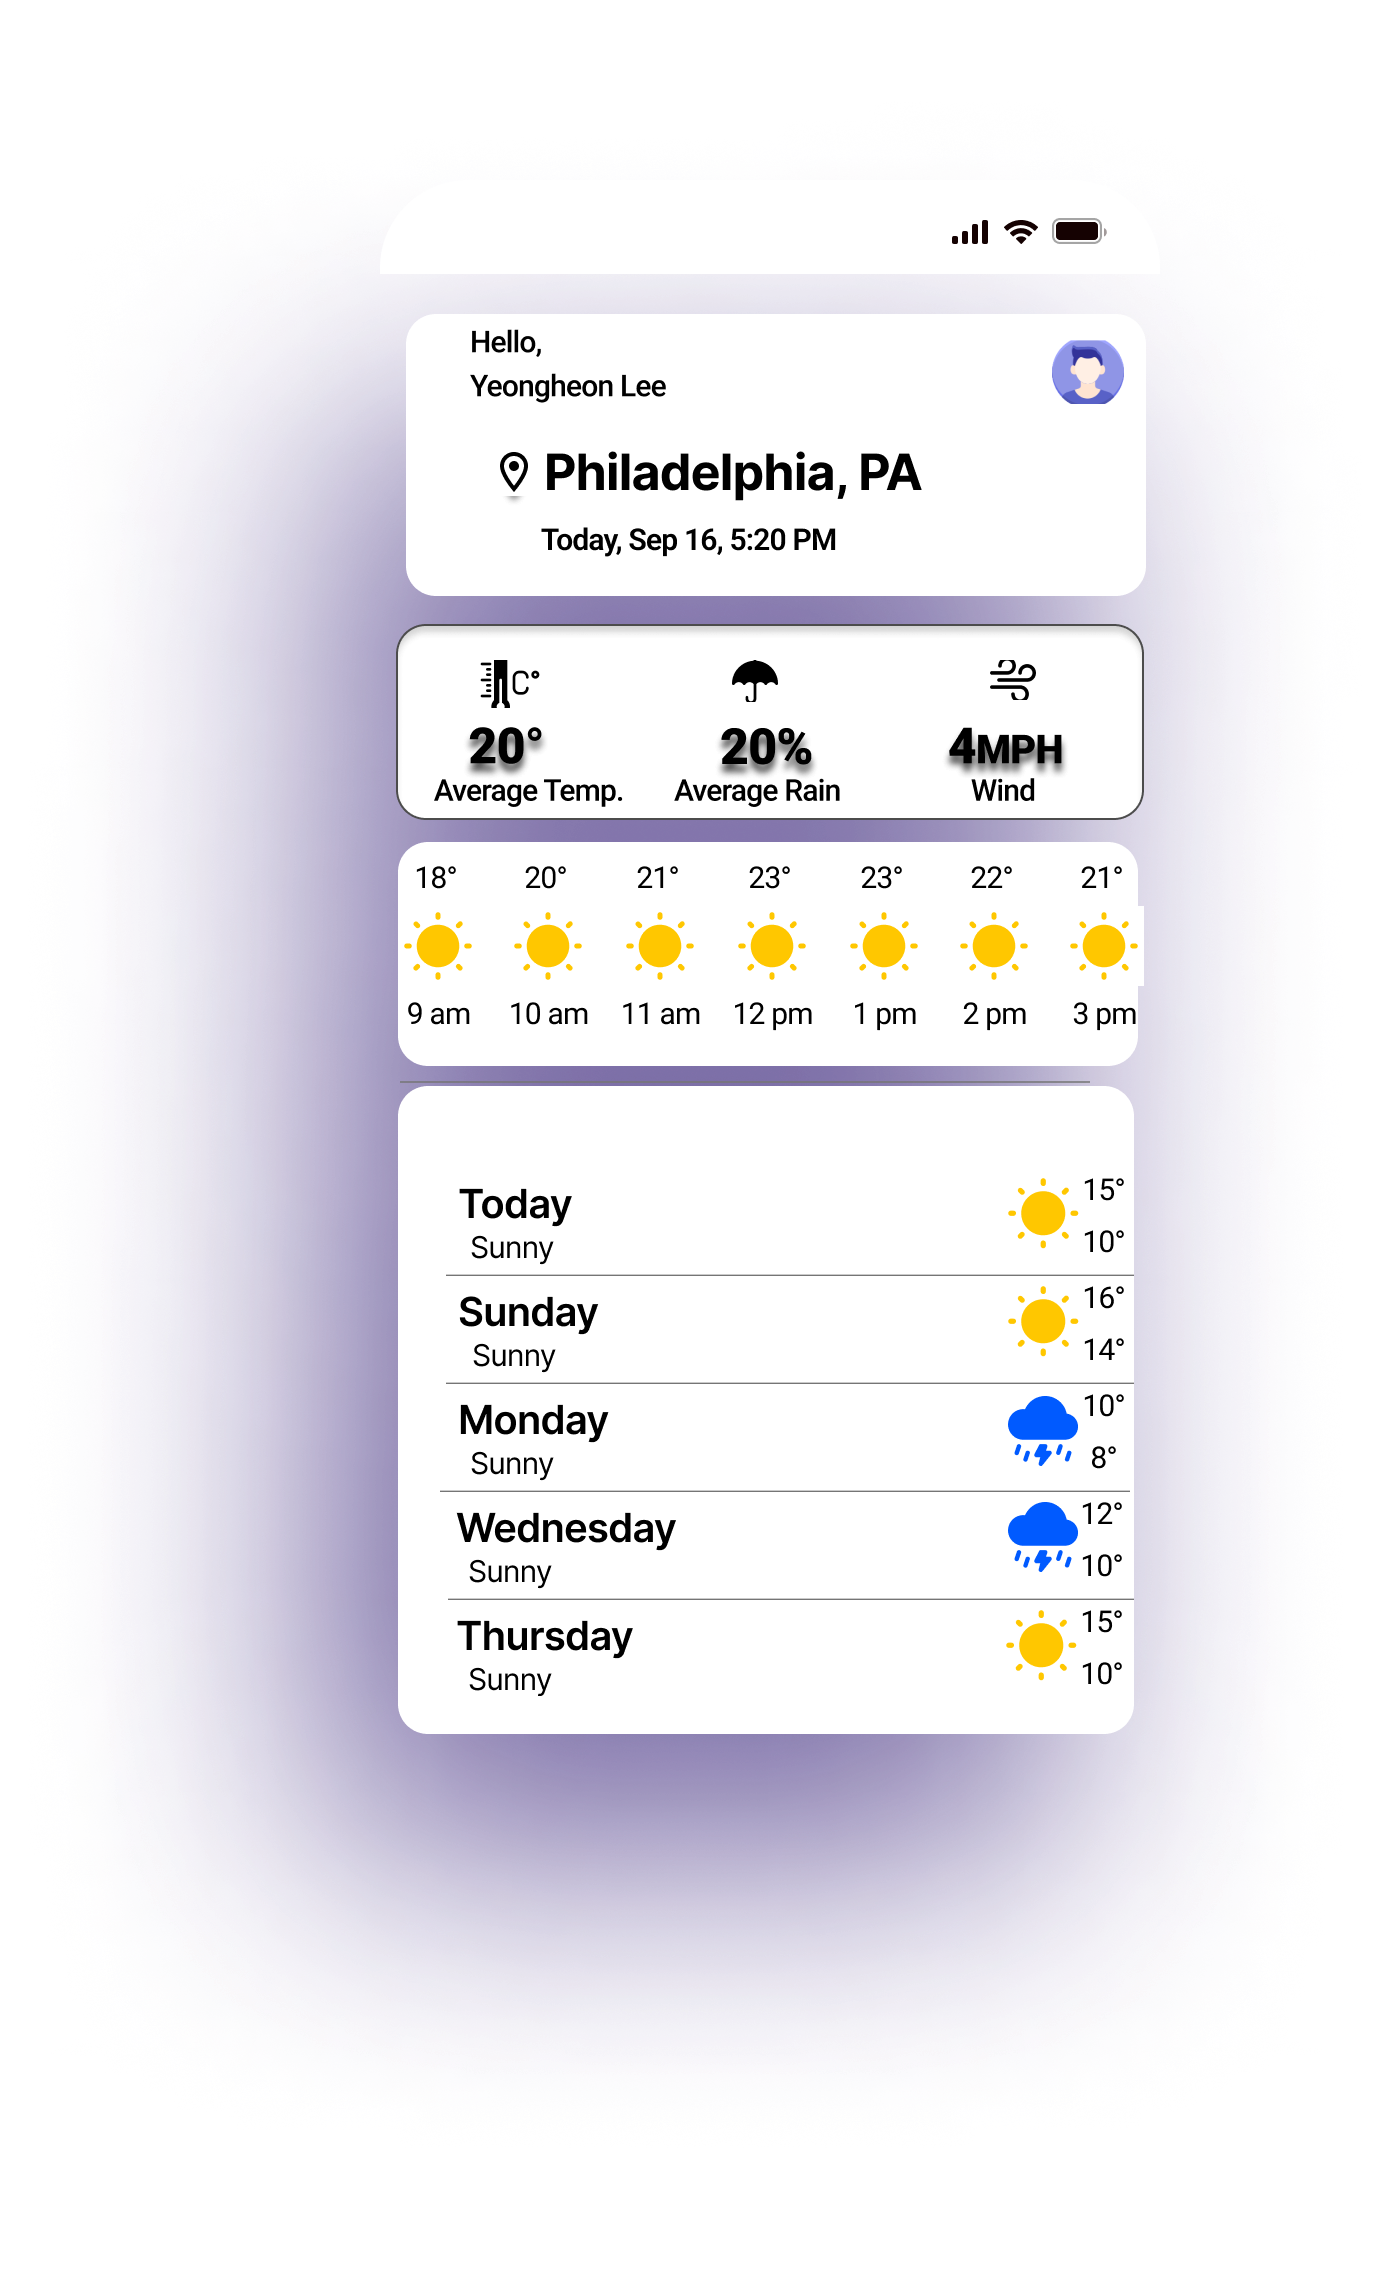 Hello,
Yeongheon Lee
Philadelphia, PA
Today, Sep 16, 5:20 PM
C°
20° 20% 4MPH
Average Temp. Average Rain Wind
18° 20° 21° 23° 23° 22° 21°
9 am 10 am 11 am 12 pm 1 pm 2 pm 3 pm
Today 15°
Sunny 10°
Sunday 16°
Sunny 14°
Monday 10°
Sunny 8°
Wednesday 12°
Sunny 10°
Thursday 15°
Sunny 10°